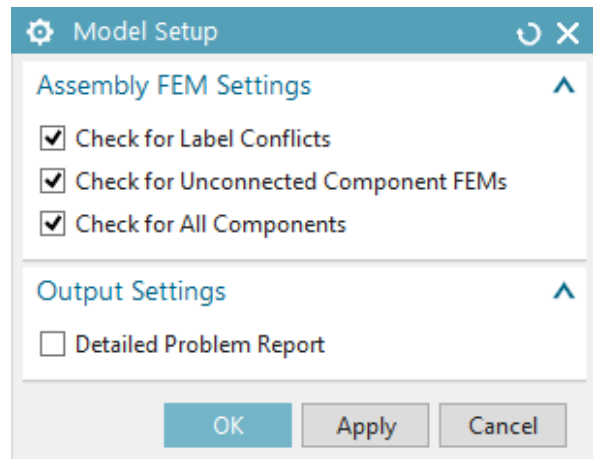 Model Setup
Assembly FEM Settings
Check for Label Conflicts
Check for Unconnected Component FEMs
Check for All Components
Output Settings
Detailed Problem Report
OK Apply Cancel